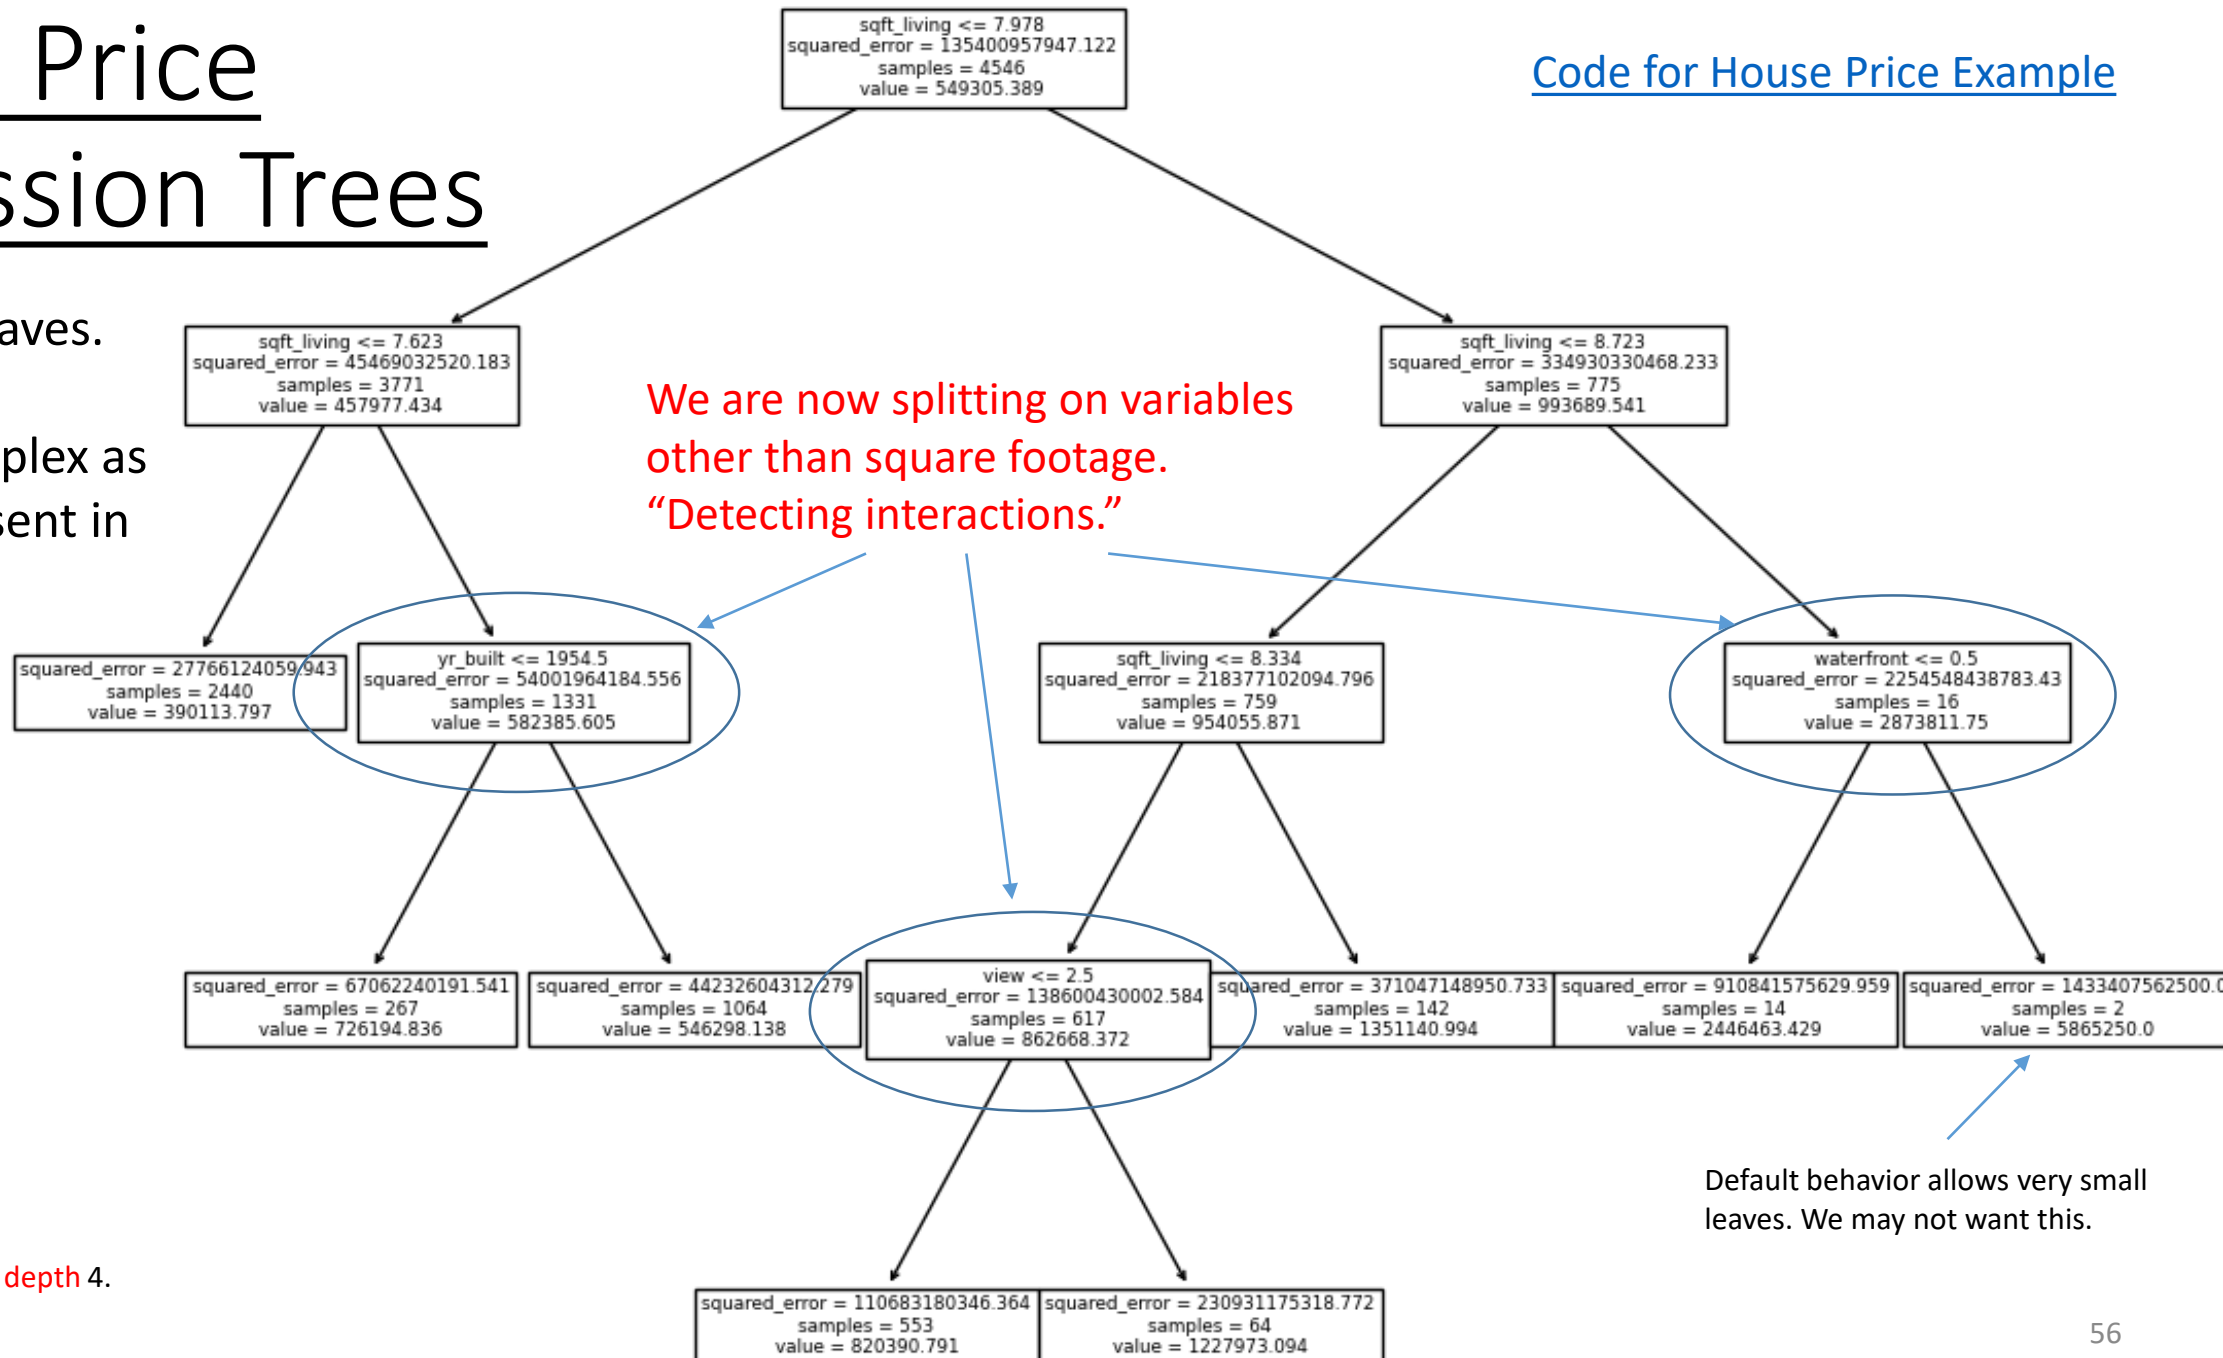 Price
ssion Trees
aves.
plex as
sent in
depth 4.
Code for House Price Example
sqft_living <= 7.978
squared_error = 135400957947.122
samples = 4546
value = 549305.389
sqft_living <= 7.623
squared_error = 45469032520.183
samples = 3771
value = 457977.434
sqft_living <= 8.723
squared_error = 334930330468.233
samples = 775
value = 993689.541
We are now splitting on variables
other than square footage.
“Detecting interactions.”
squared_error = 27766124059.943
samples = 2440
value = 390113.797
yr_built <= 1954.5
squared_error = 54001964184.556
samples = 1331
value = 582385.605
sqft_living <= 8.334
squared_error = 218377102094.796
samples = 759
value = 954055.871
waterfront <= 0.5
squared_error = 2254548438783.43
samples = 16
value = 2873811.75
squared_error = 67062240191.541
samples = 267
value = 726194.836
squared_error = 44232604312.279
samples = 1064
value = 546298.138
view <= 2.5
squared_error = 138600430002.584
samples = 617
value = 862668.372
squared_error = 371047148950.733
samples = 142
value = 1351140.994
squared_error = 910841575629.959
samples = 14
value = 2446463.429
squared_error = 1433407562500.0
samples = 2
value = 5865250.0
Default behavior allows very small
leaves. We may not want this.
squared_error = 110683180346.364
samples = 553
value = 820390.791
squared_error = 230931175318.772
samples = 64
value = 1227973.094
56